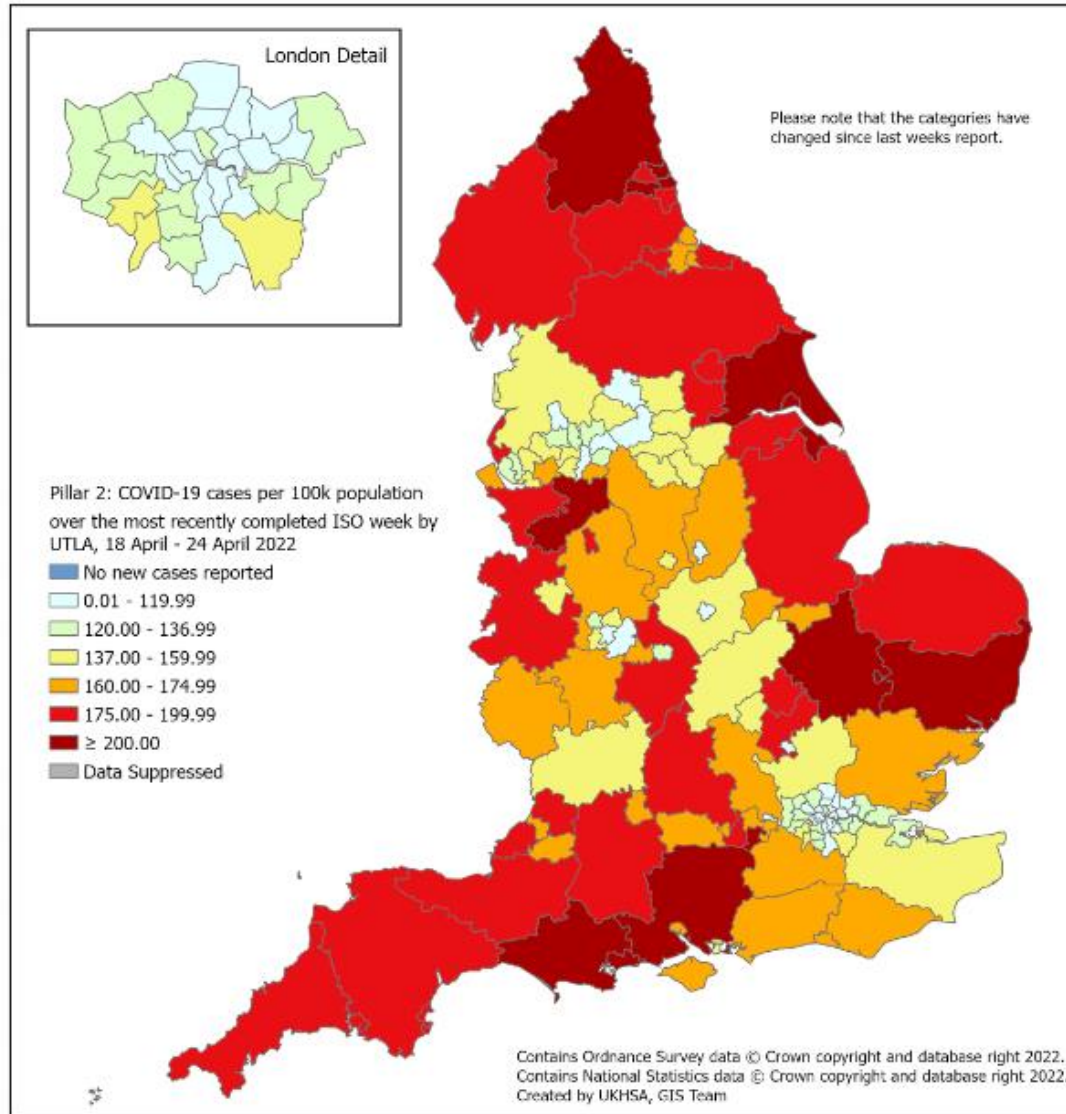 London Detail
Please note that the categories have
changed since last weeks report.
Pillar 2: COVID-19 cases per 100k population
over the most recently completed ISO week by
UTLA, 18 April - 24 April 2022
No new cases reported
0.01 - 119.99
120.00 - 136.99
137.00 - 159.99
160.00 - 174.99
175.00 - 199.99
≥ 200.00
Data Suppressed
Contains Ordnance Survey data © Crown copyright and database right 2022.
Contains National Statistics data © Crown copyright and database right 2022.
Created by UKHSA, GIS Team